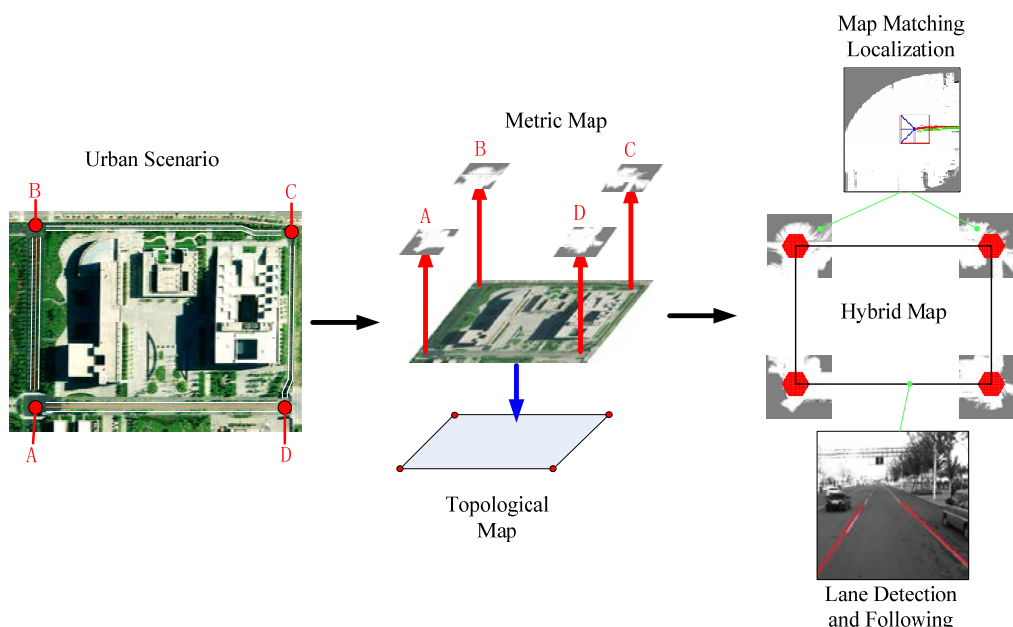 Urban Scenario
B
C
A
D
Metric Map
B
C
A
D
Topological
Map
Map Matching
Localization
Hybrid Map
Lane Detection
and Following